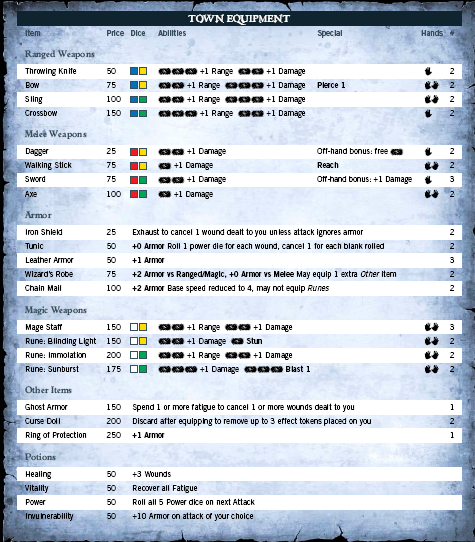 TOWN EQUIPMENT
Item Price Dice Abilities Special Hands #
Ranged Weapons
Throwing Knife 50 +1 Range +1 Damage 2
Bow 75 +1 Range +1 Damage Pierce 1 2
Sling 100 +1 Range +1 Damage 2
Crossbow 150 +1 Range +1 Damage 2
Melee Weapons
Dagger 25 +1 Damage Off-hand bonus: free 2
Walking Stick 75 +1 Damage Reach 2
Sword 75 +1 Damage Off-hand bonus: +1 Damage 3
Axe 100 +1 Damage 2
Armor
Iron Shield 25 Exhaust to cancel 1 wound dealt to you unless attack ignores armor 2
Tunic 50 +0 Armor Roll 1 power die for each wound, cancel 1 for each blank rolled 2
Leather Armor 50 +1 Armor 3
Wizard's Robe 75 +2 Armor vs Ranged/Magic, +0 Armor vs Melee May equip 1 extra Other item 2
Chain Mail 100 +2 Armor Base speed reduced to 4, may not equip Runes 2
Magic Weapons
Mage Staff 150 +1 Range +1 Damage 3
Rune: Blinding Light 150 +1 Damage Stun 2
Rune: Immolation 200 +1 Range +1 Damage 2
Rune: Sunburst 175 +1 Damage Blast 1 2
Other Items
Ghost Armor 150 Spend 1 or more fatigue to cancel 1 or more wounds dealt to you 1
Curse Doll 200 Discard after equipping to remove up to 3 effect tokens placed on you 2
Ring of Protection 250 +1 Armor 1
Potions
Healing 50 +3 Wounds
Vitality 50 Recover all Fatigue
Power 50 Roll all 5 Power dice on next Attack
Invulnerability 50 +10 Armor on attack of your choice